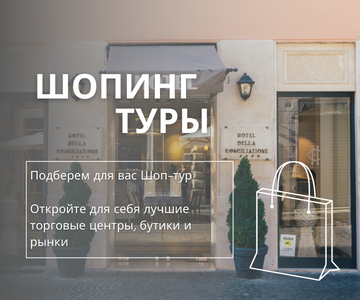 ШОПИНГ
ТУРЫ
HOTEL
DELLA
CONCILIAZIONE
HOTEL
DELLA
CONCILIAZIONE
Подберем для вас Шоп-тур
Откройте для себя лучшие
торговые центры, бутики и
рынки